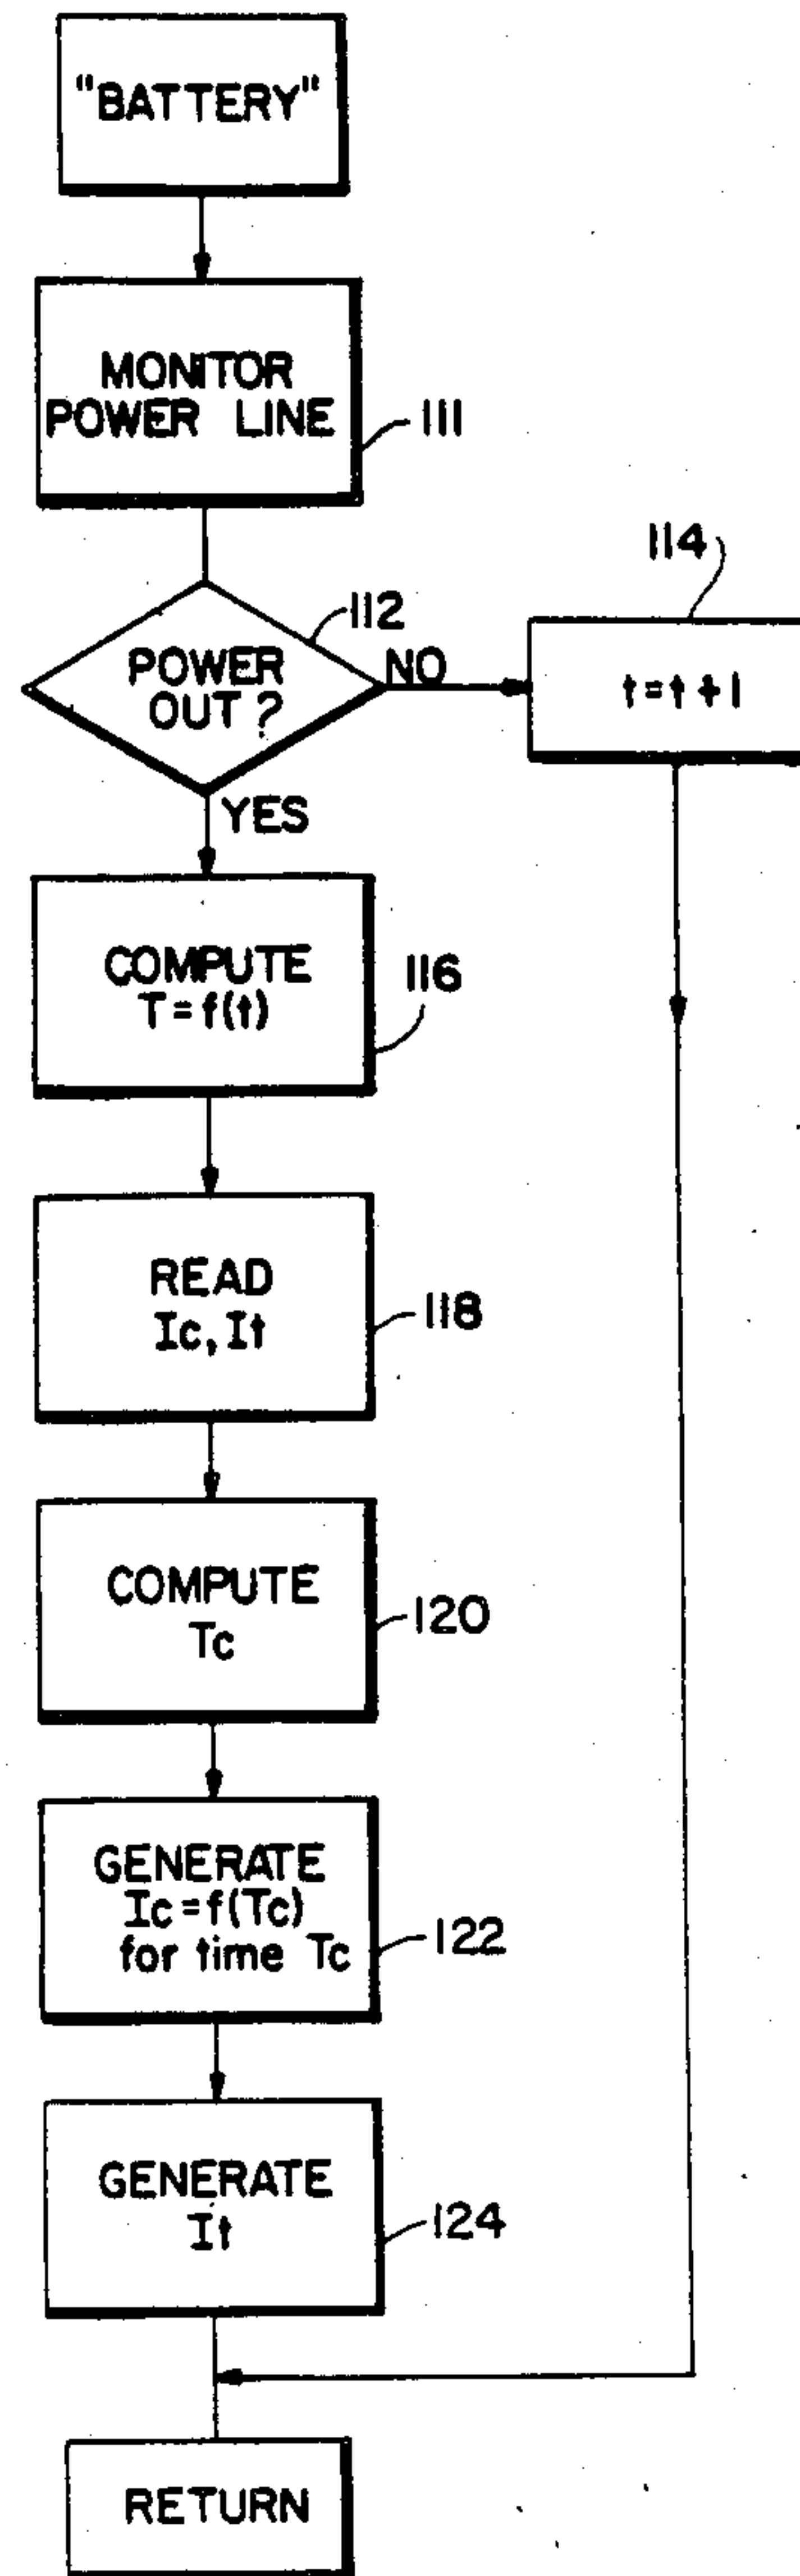 "BATTERY"
MONITOR
POWER LINE
111
112
POWER
OUT?
NO
114
t=t+1
YES
COMPUTE
T=f(t)
116
READ
Ic, It
118
COMPUTE
Tc
120
GENERATE
Ic=f(Tc)
for time Tc
122
GENERATE
It
124
RETURN